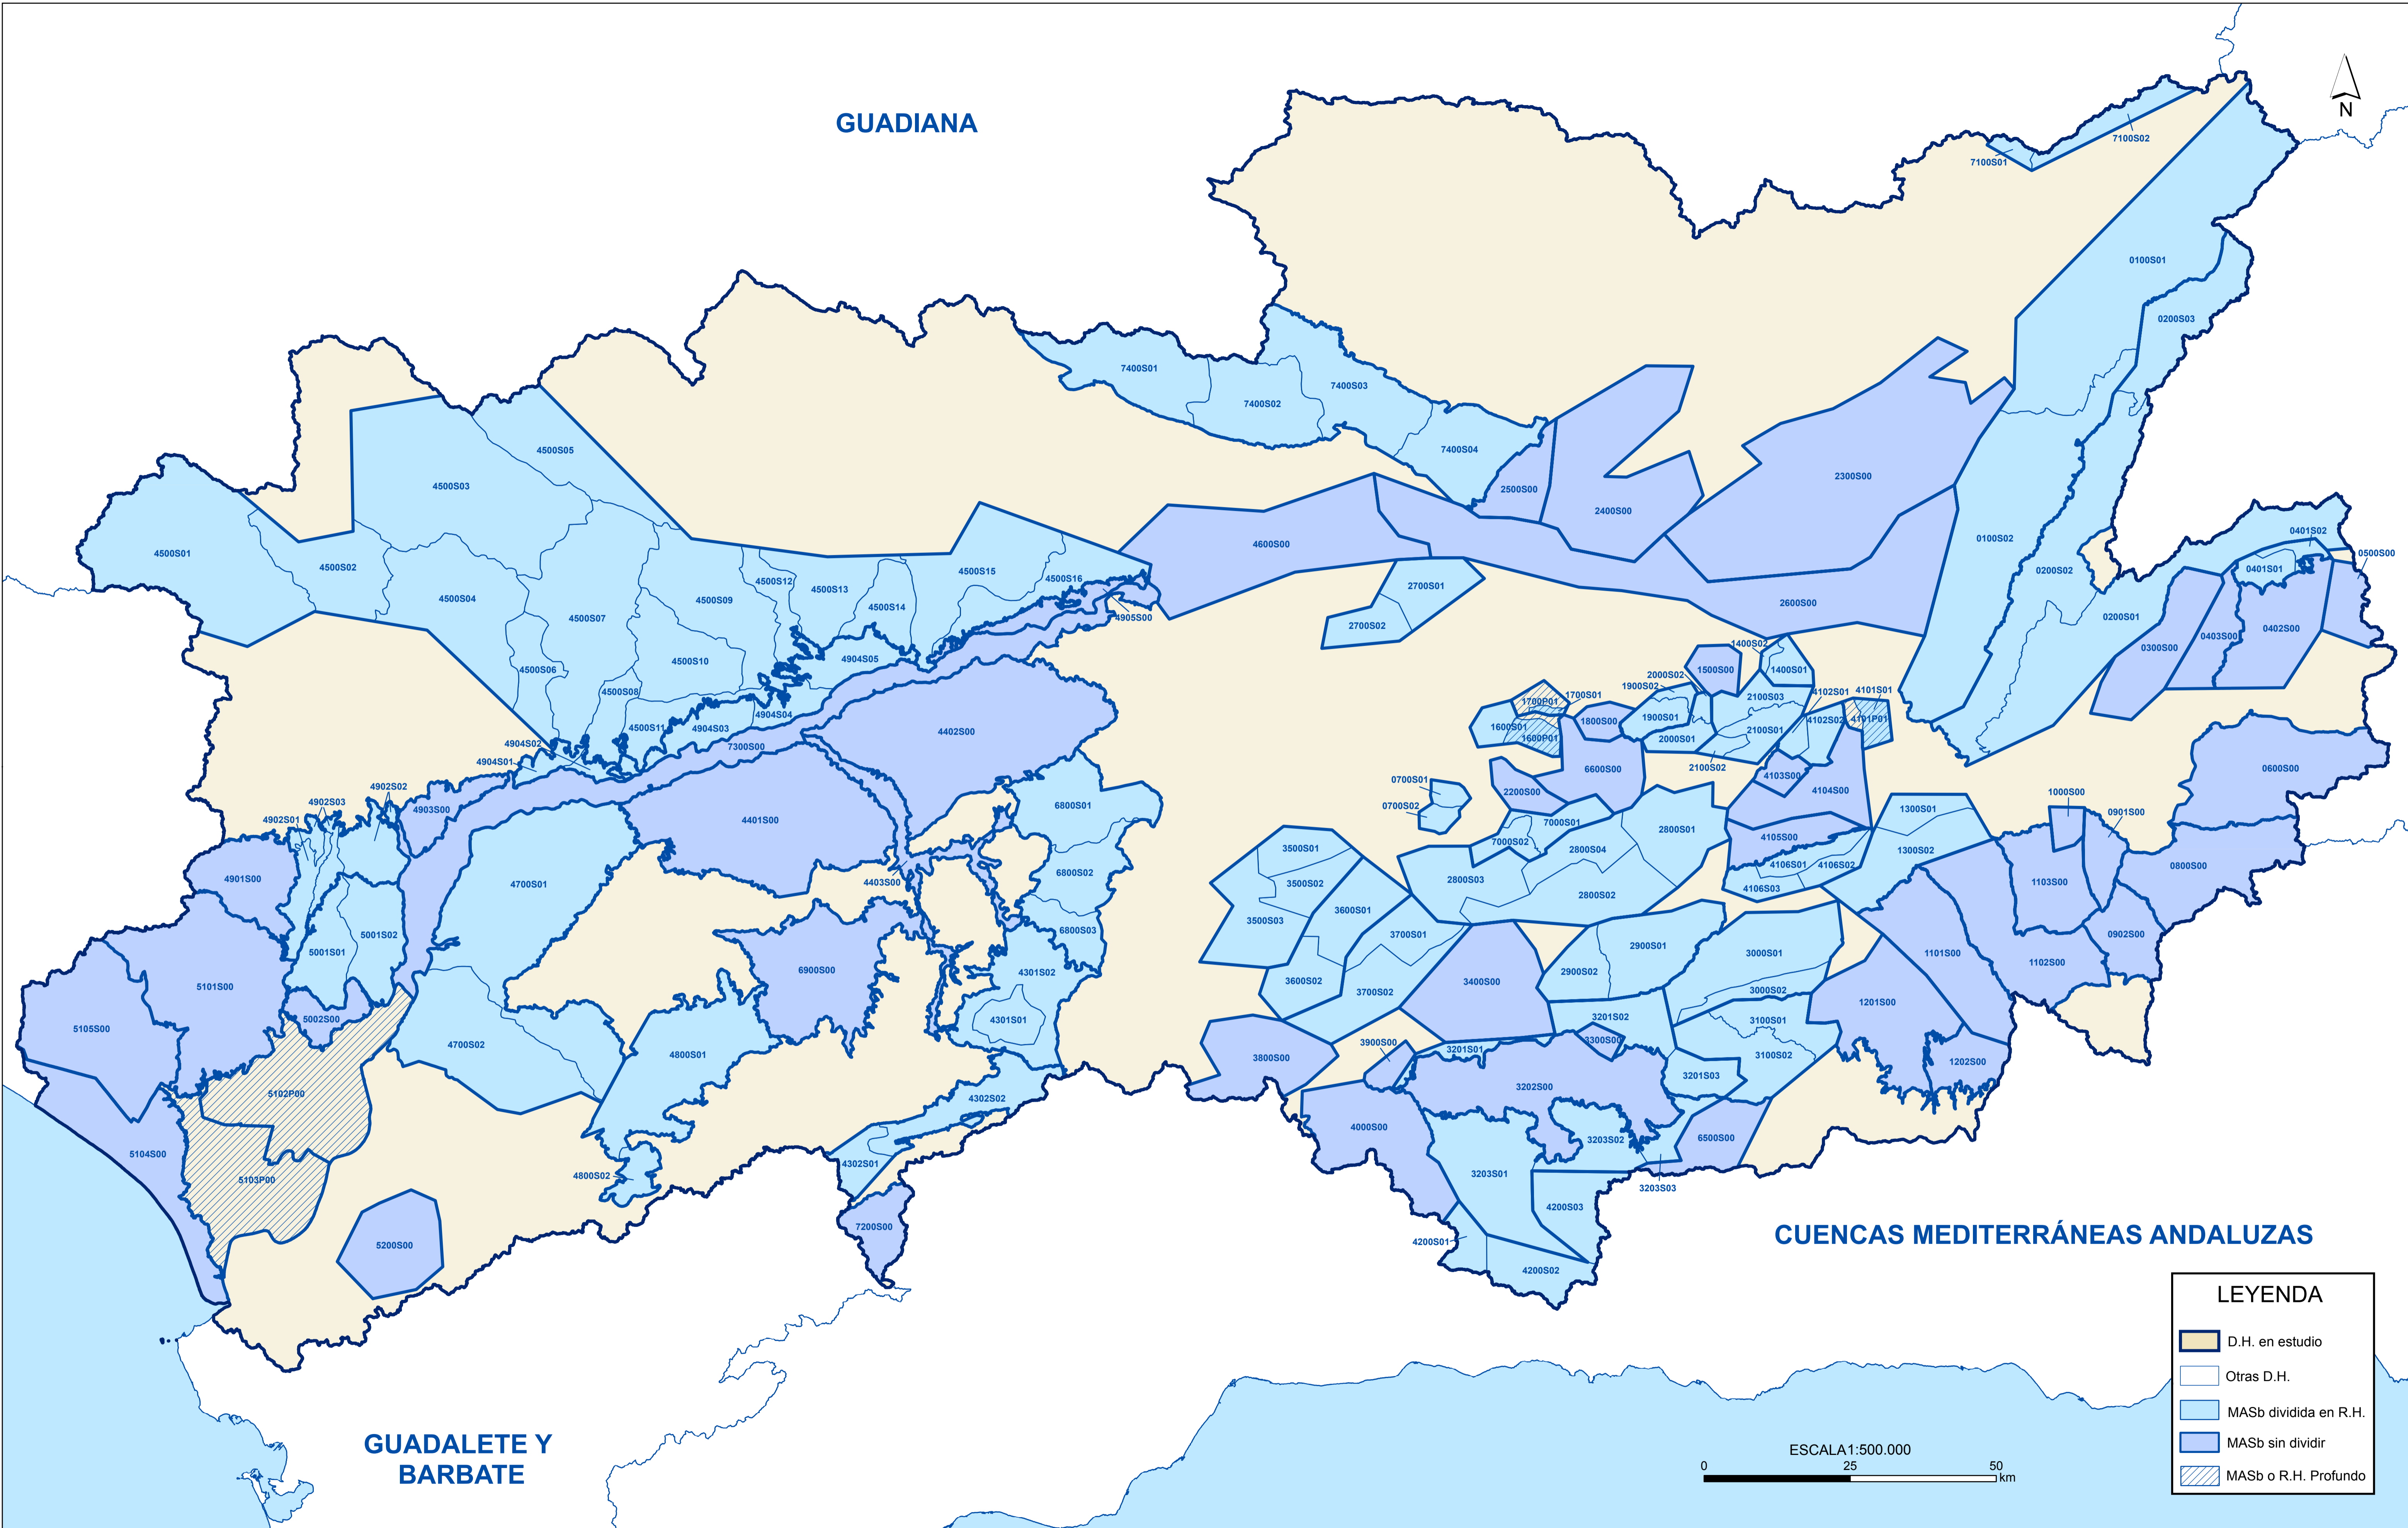 GUADIANA
N
7100S02
7100S01
0100S01
0200S03
7400S01
7400S03
7400S02
7400S04
4500S05
4500S03
2300S00
2500S00
2400S00
0401S02
0100S02
4600S00
4500S01
0500S00
4500S02
4500S15
0401S01
0200S02
4500S16
4500S12
2700S01
4500S13
4500S09
4500S04
2600S00
4500S14
4905S00
4500S07
0200S01
2700S02
0402S00
0403S00
1400S02
0300S00
4904S05
4500S10
1500S00
1400S01
4500S06
2000S02
1900S02
4500S08
4102S01
4101S01
2100S03
1700S01
1700P01
4904S04
1900S01
1800S00
4102S02
4101P01
4500S11
4904S03
1600S01
2100S01
4402S00
1600P01
2000S01
4904S02
7300S00
4904S01
2100S02
6600S00
0600S00
4103S00
0700S01
4902S02
4104S00
2200S00
1000S00
4902S03
6800S01
0700S02
1300S01
4903S00
0901S00
4902S01
4401S00
7000S01
2800S01
4105S00
7000S02
3500S01
2800S04
1300S02
4106S01
4106S02
0800S00
6800S02
4901S00
2800S03
4403S00
3500S02
4700S01
1103S00
4106S03
2800S02
3600S01
3500S03
6800S03
3700S01
5001S02
0902S00
2900S01
5001S01
3000S01
1101S00
1102S00
6900S00
4301S02
2900S02
3600S02
3400S00
5101S00
3700S02
3000S02
1201S00
3201S02
5002S00
4301S01
3100S01
5105S00
3300S00
4700S02
3900S00
3201S01
4800S01
3800S00
3100S02
1202S00
3201S03
3202S00
5102P00
4302S02
4000S00
6500S00
3203S02
5104S00
4302S01
3203S01
4800S02
5103P00
3203S03
4200S03
7200S00
CUENCAS MEDITERRÁNEAS ANDALUZAS
4200S01
5200S00
4200S02
LEYENDA
D.H. en estudio
Otras D.H.
MASb dividida en R.H.
MASb sin dividir
MASb o R.H. Profundo
GUADALETE Y
BARBATE
ESCALA 1:500.000
0 25 50
km